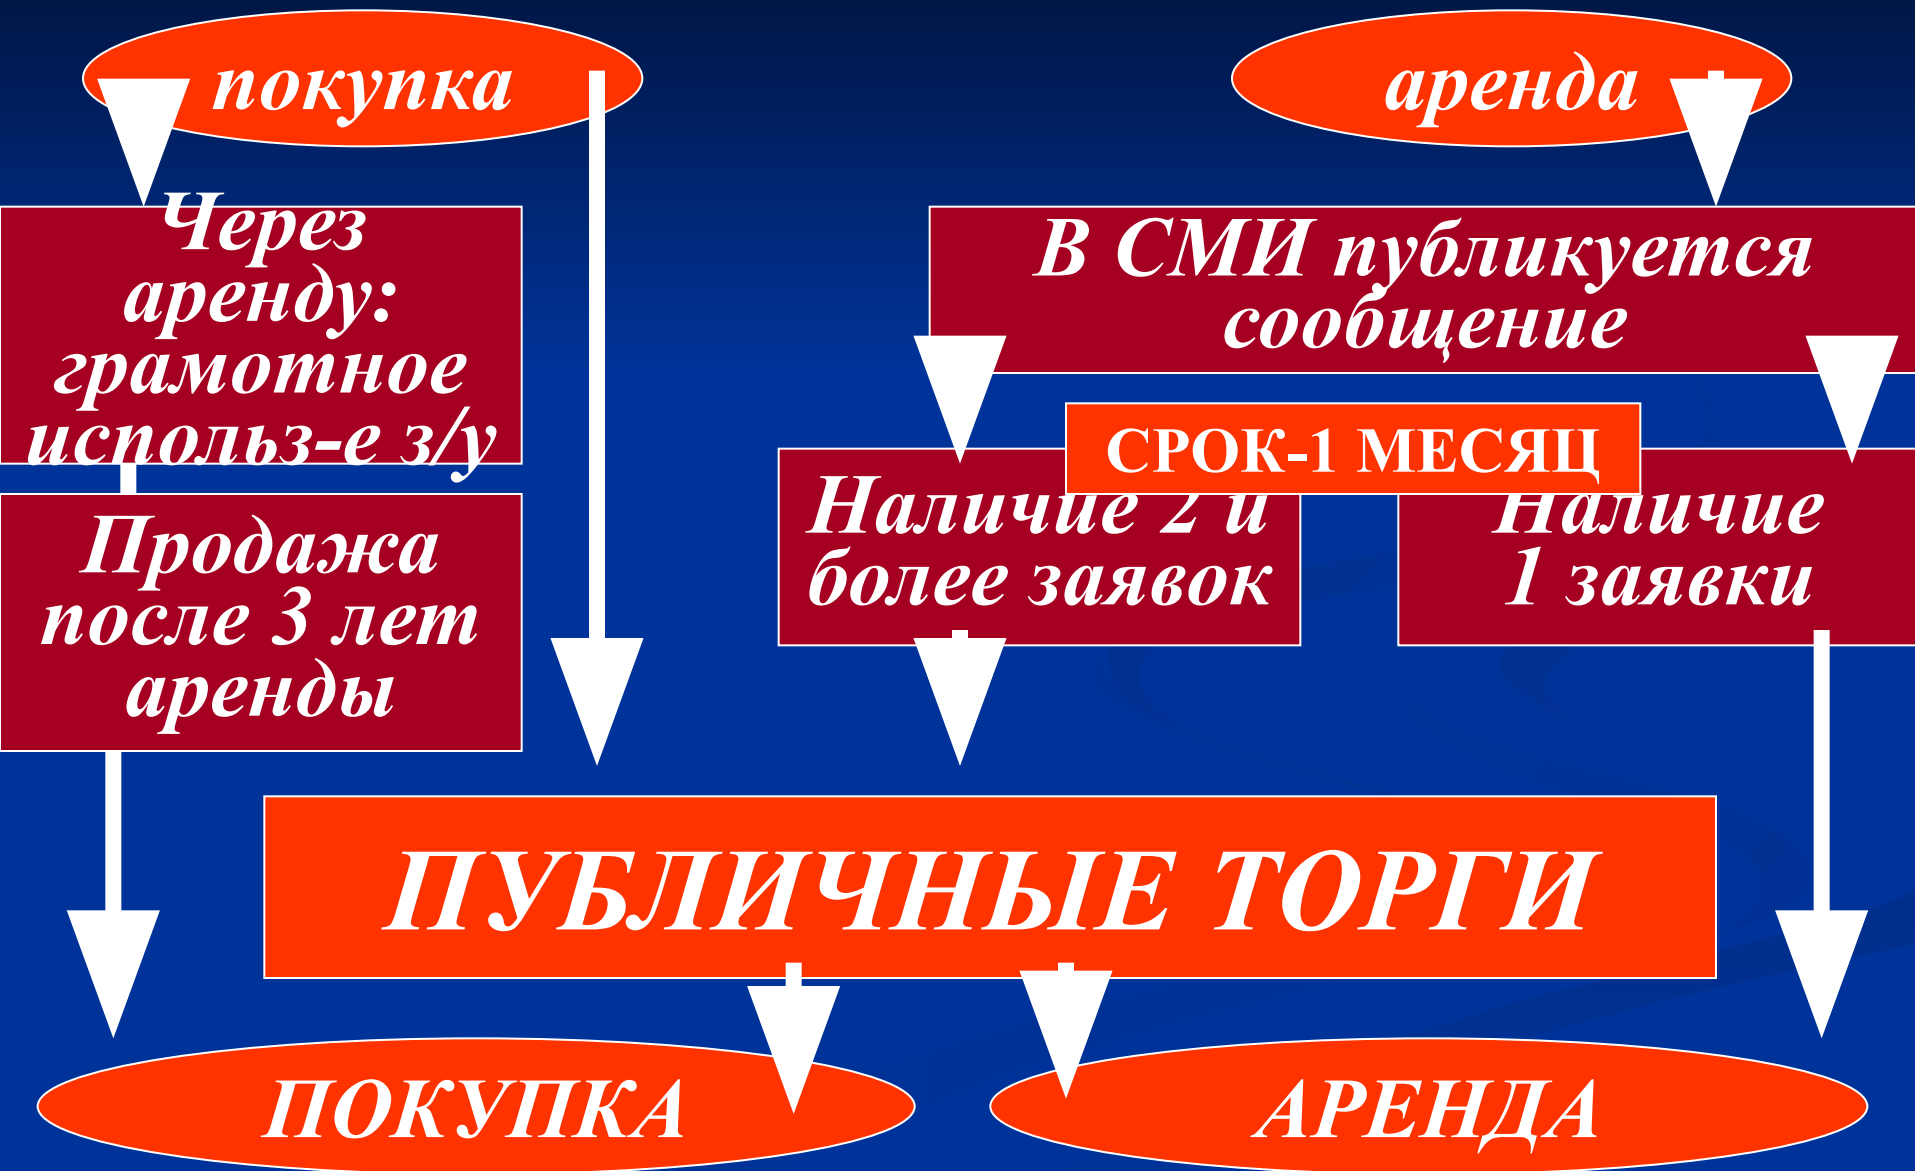 покупка
аренда
Через
аренду:
грамотное
использ-е з/у
Продажа
после 3 лет
аренды
В СМИ публикуется
сообщение
СРОК-1 МЕСЯЦ
Наличие 2 и
более заявок
Наличие
1 заявки
ПУБЛИЧНЫЕ ТОРГИ
ПОКУПКА
АРЕНДА